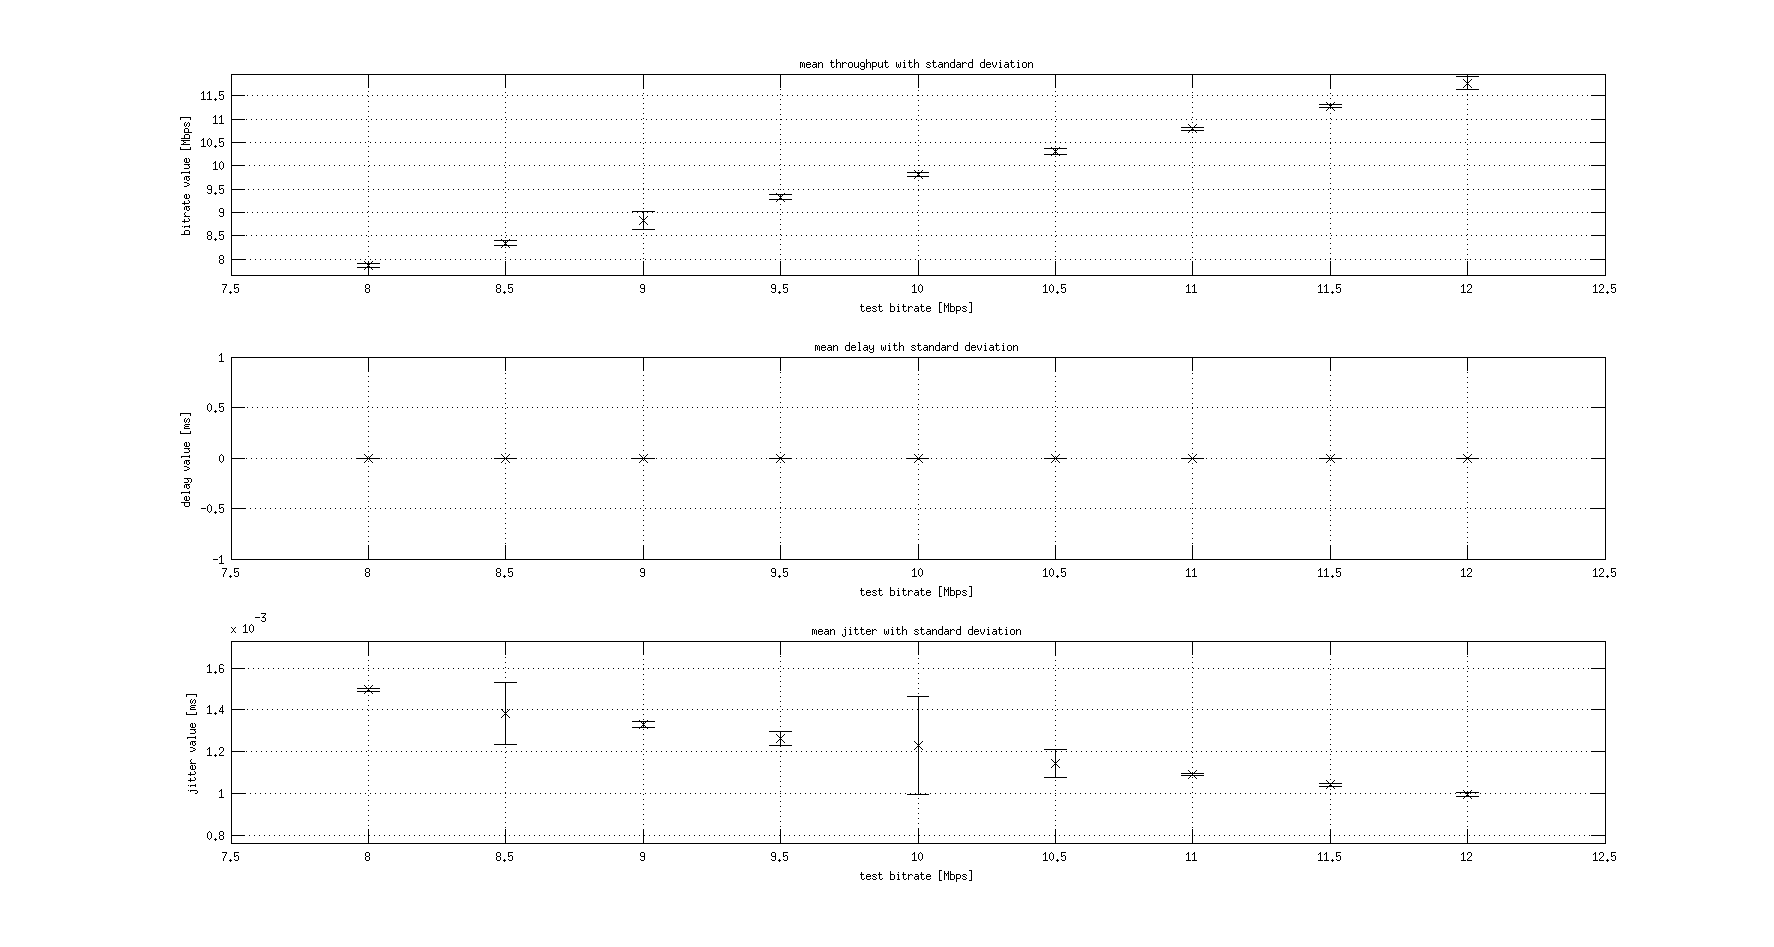 mean throughput with standard deviation
bitrate value [Mbps]
11.5
11
10.5
10
9.5
9
8.5
8
7.5 8 8.5 9 9.5 10 10.5 11 11.5 12 12.5
test bitrate [Mbps]
mean delay with standard deviation
delay value [ms]
1
0.5
0
-0.5
-1
7.5 8 8.5 9 9.5 10 10.5 11 11.5 12 12.5
test bitrate [Mbps]
x 10^-3
mean jitter with standard deviation
jitter value [ms]
1.6
1.4
1.2
1
0.8
7.5 8 8.5 9 9.5 10 10.5 11 11.5 12 12.5
test bitrate [Mbps]